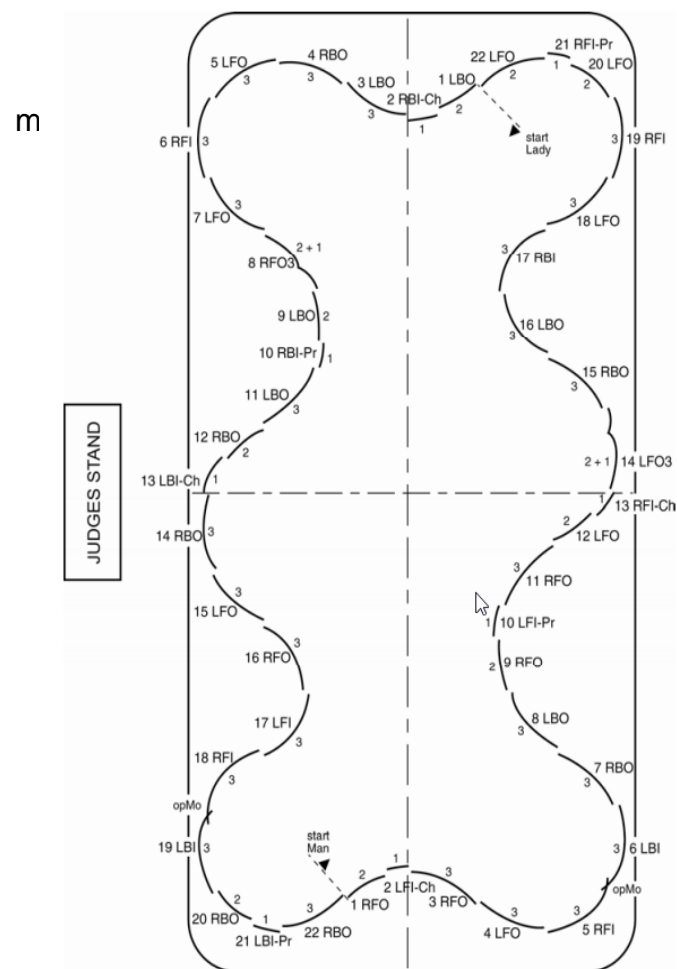 m
21 RFI-Pr
4 RBO
22 LFO
5 LFO
1
20 LFO
3
3
3 LBO
1 LBO
2
2
2 RBI-Ch
3
2
1
start
Lady
6 RFI
3
3
19 RFI
3
3
7 LFO
18 LFO
2 + 1
3
8 RFO3
17 RBI
9 LBO
2
16 LBO
3
10 RBI-Pr
1
15 RBO
11 LBO
3
3
12 RBO
2
2 + 1
14 LFO3
13 LBI-Ch
1
JUDGES STAND
1
13 RFI-Ch
14 RBO
3
2
12 LFO
3
11 RFO
3
15 LFO
1
10 LFI-Pr
16 RFO
3
2
9 RFO
17 LFI
8 LBO
3
3
18 RFI
3
7 RBO
3
opMo
start
Man
19 LBI
3
3
6 LBI
1
2
3
opMo
2 LFI-Ch
2
3
1 RFO
3 RFO
20 RBO
1
3
3
22 RBO
4 LFO
5 RFI
21 LBI-Pr